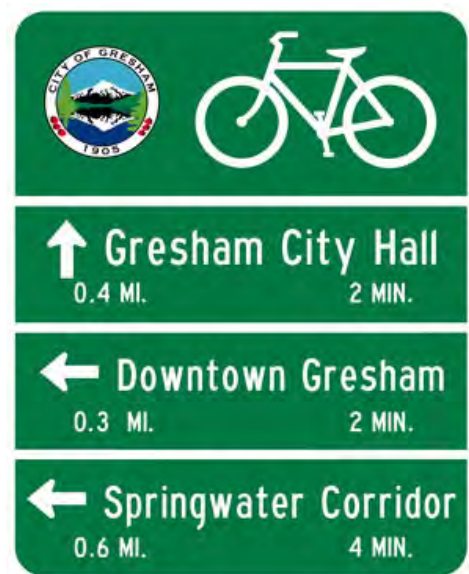 CITY OF GRESHAM
1905
Gresham City Hall
0.4 MI. 2 MIN.
Downtown Gresham
0.3 MI. 2 MIN.
Springwater Corridor
0.6 MI. 4 MIN.